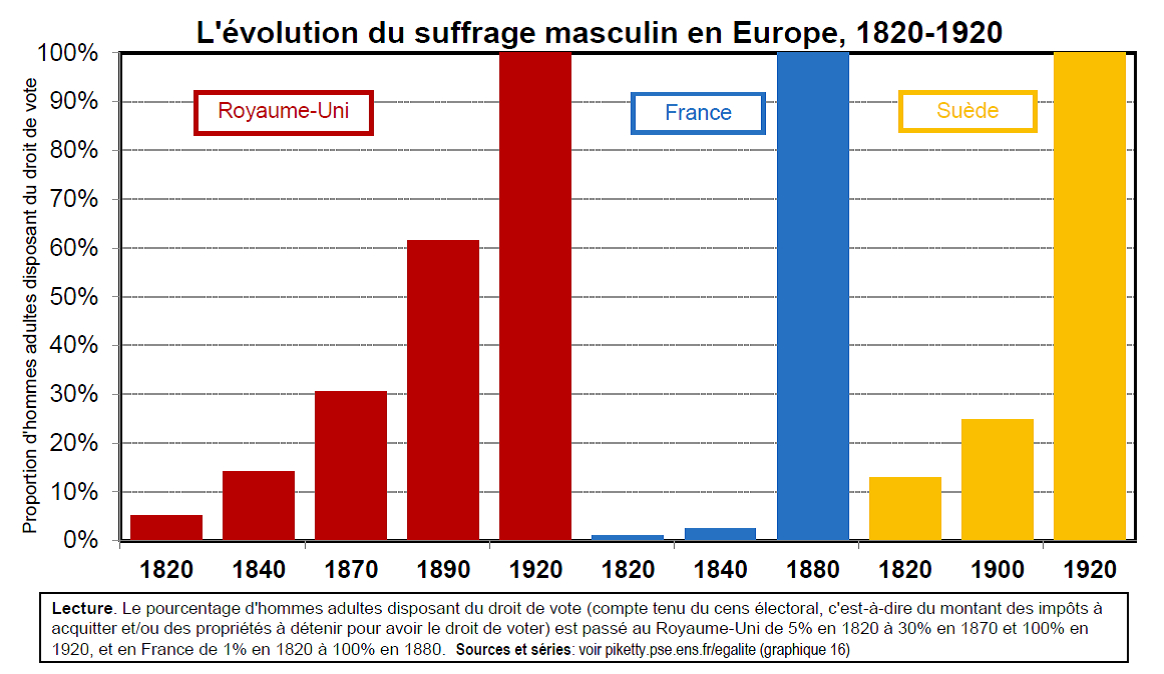 L'évolution du suffrage masculin en Europe, 1820-1920
Proportion d'hommes adultes disposant du droit de vote
100%
90%
80%
70%
60%
50%
40%
30%
20%
10%
0%
Royaume-Uni
France
Suède
1820 1840 1870 1890 1920 1820 1840 1880 1820 1900 1920
Lecture. Le pourcentage d'hommes adultes disposant du droit de vote (compte tenu du cens électoral, c'est-à-dire du montant des impôts à
acquitter et/ou des propriétés à détenir pour avoir le droit de voter) est passé au Royaume-Uni de 5% en 1820 à 30% en 1870 et 100% en
1920, et en France de 1% en 1820 à 100% en 1880. Sources et séries: voir piketty.pse.ens.fr/egalite (graphique 16)